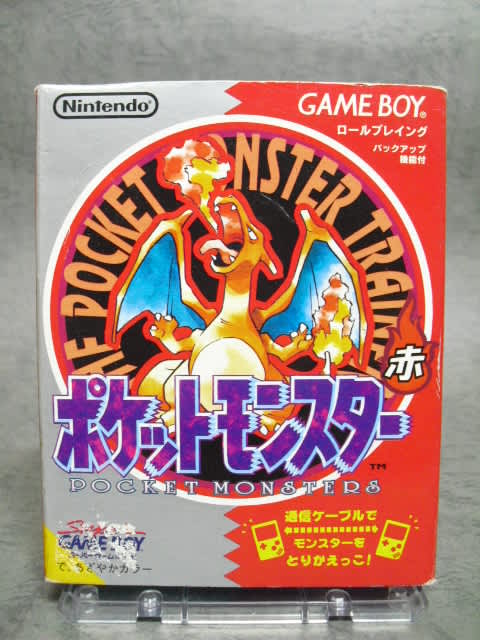 Nintendo®
GAME BOY®
ロールプレイング
バックアップ
機能付
POCKET MONSTER TRAINER
赤
ポケットモンスター
TM
POCKET MONSTERS
Super
GAME BOY
通信ケーブルで
モンスターを
とりかえっこ!